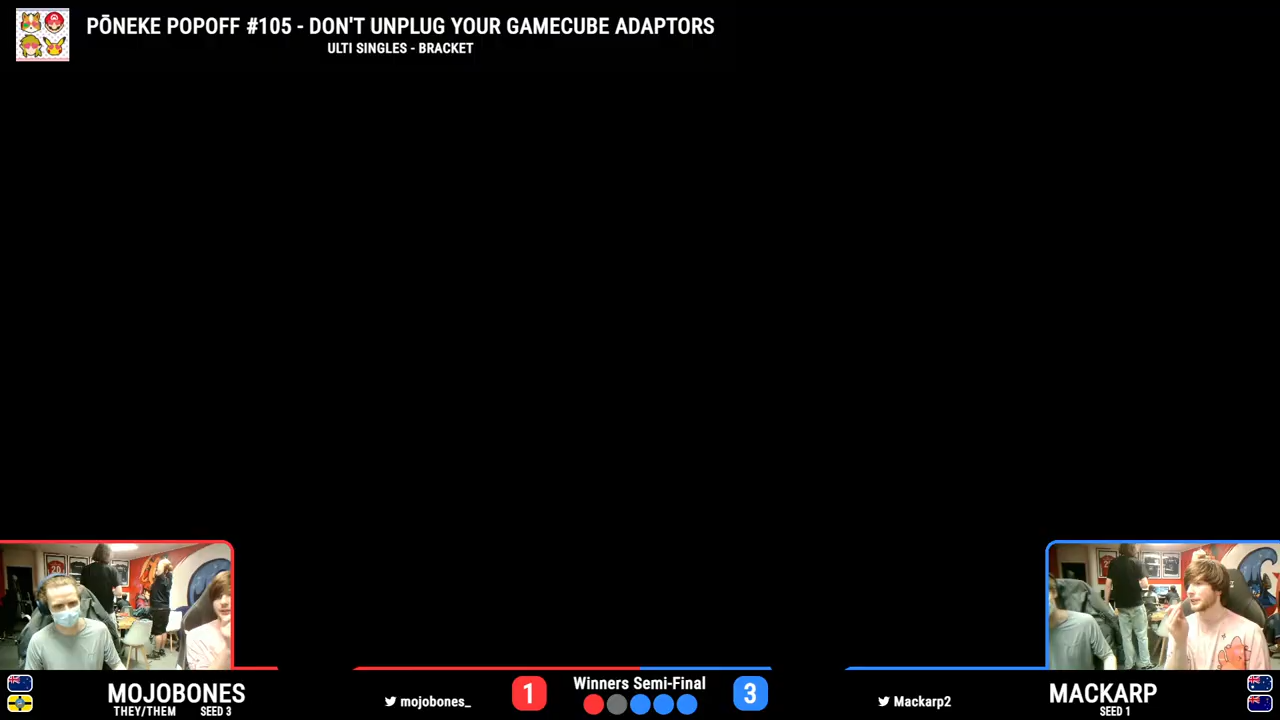 PŌNEKE POPOFF #105 - DON'T UNPLUG YOUR GAMECUBE ADAPTORS
ULTI SINGLES - BRACKET
MOJOBONES
THEY/THEM SEED 3
mojobones_
1
Winners Semi-Final
3
Mackarp2
MACKARP
SEED 1